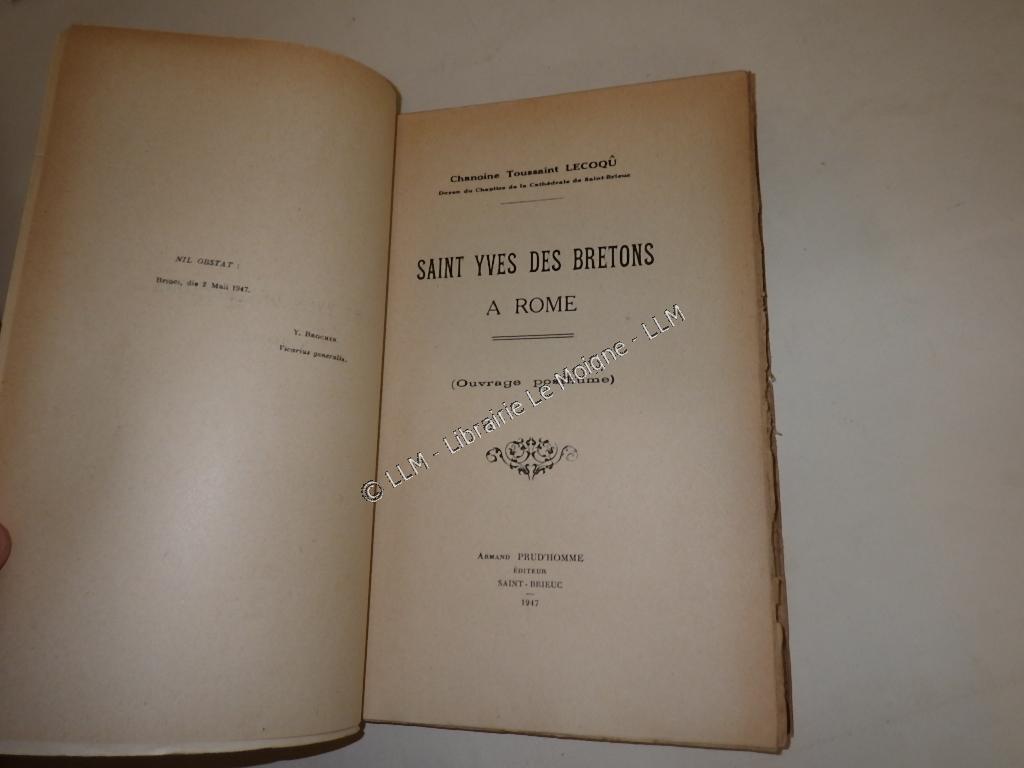 NIL OBSTAT :
Brioci, die 2 Maii 1947.
Y. BROCHEN
Vicarius generalis.
Chanoine Toussaint LECOQÛ
Doyen du Chapitre de la Cathédrale de Saint-Brieuc
SAINT YVES DES BRETONS
A ROME
(Ouvrage posthume)
ARMAND PRUD'HOMME
ÉDITEUR
SAINT-BRIEUC
1947
© LLM - Librairie Le Moigne - LLM